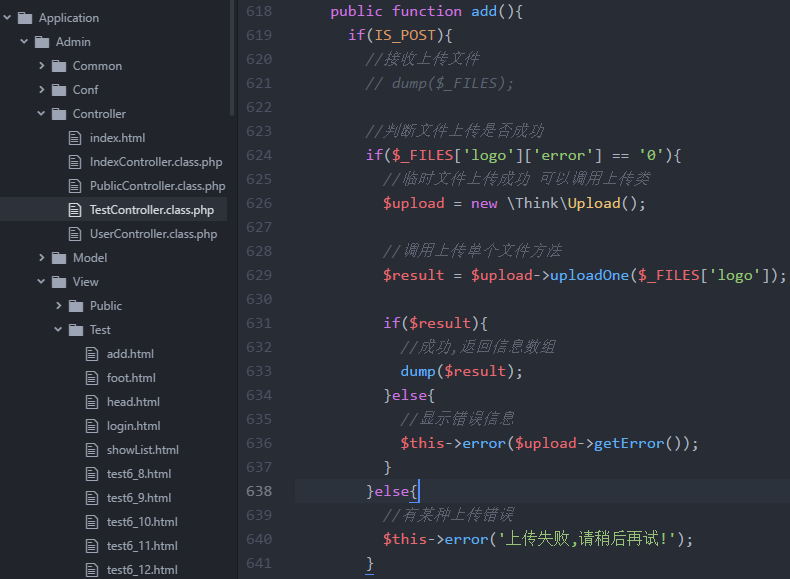 Application
Admin
Common
Conf
Controller
index.html
IndexController.class.php
PublicController.class.php
TestController.class.php
UserController.class.php
Model
View
Public
Test
add.html
foot.html
head.html
login.html
showList.html
test6_8.html
test6_9.html
test6_10.html
test6_11.html
test6_12.html
618 public function add(){
619 if(IS_POST){
620 //接收上传文件
621 // dump($_FILES);
622
623 //判断文件上传是否成功
624 if($_FILES['logo']['error'] == '0'){
625 //临时文件上传成功 可以调用上传类
626 $upload = new \Think\Upload();
627
628 //调用上传单个文件方法
629 $result = $upload->uploadOne($_FILES['logo']);
630
631 if($result){
632 //成功,返回信息数组
633 dump($result);
634 }else{
635 //显示错误信息
636 $this->error($upload->getError());
637 }
638 }else{
639 //有某种上传错误
640 $this->error('上传失败,请稍后再试!');
641 }